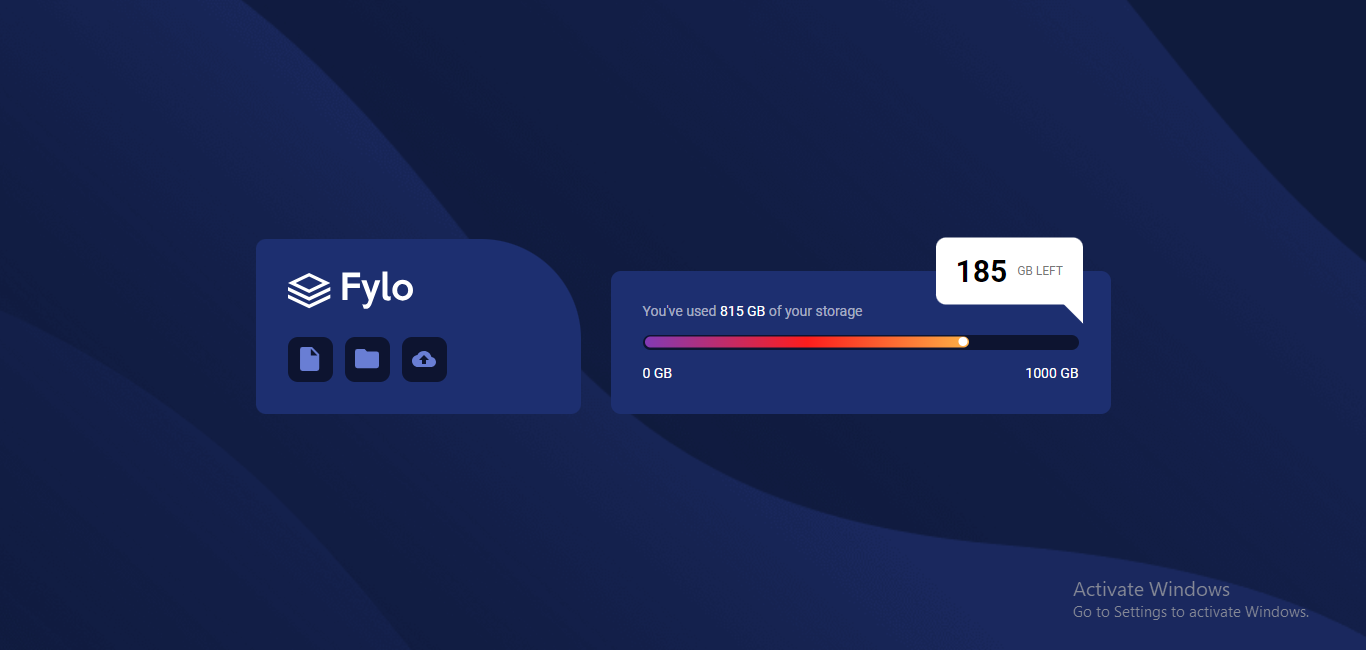 Fylo
185 GB LEFT
You've used 815 GB of your storage
0 GB 1000 GB
Activate Windows
Go to Settings to activate Windows.